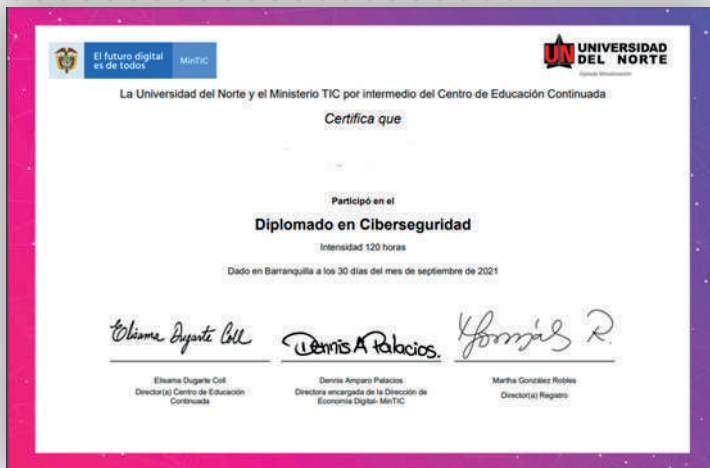 El futuro digital
es de todos
MinTIC
UNIVERSIDAD
DEL NORTE
La Universidad del Norte y el Ministerio TIC por intermedio del Centro de Educación Continuada
Certifica que
Participó en el
Diplomado en Ciberseguridad
Intensidad 120 horas
Dado en Barranquilla a los 30 días del mes de septiembre de 2021
Elisama Dugarte Coll
Dennis A Palacios.
Elisama Dugarte Coll
Director(a) Centro de Educación
Continuada
Dennis Amparo Palacios
Directora encargada de la Dirección de
Economía Digital- MinTIC
Martha González Robles
Director(a) Registro